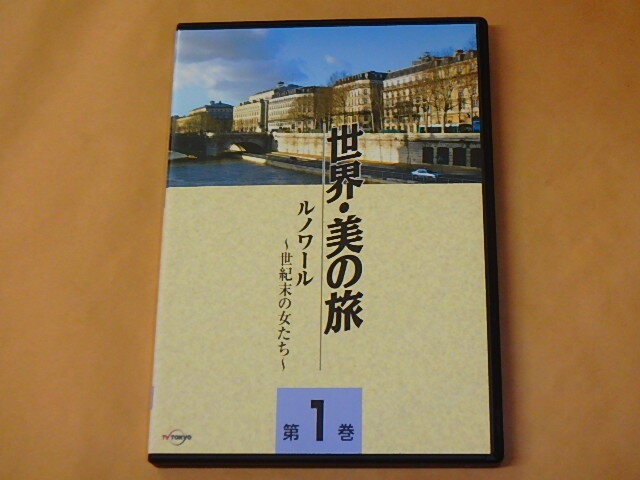 世界・美の旅
ルノワール
～世紀末の女たち～
第1巻
TV TOKYO